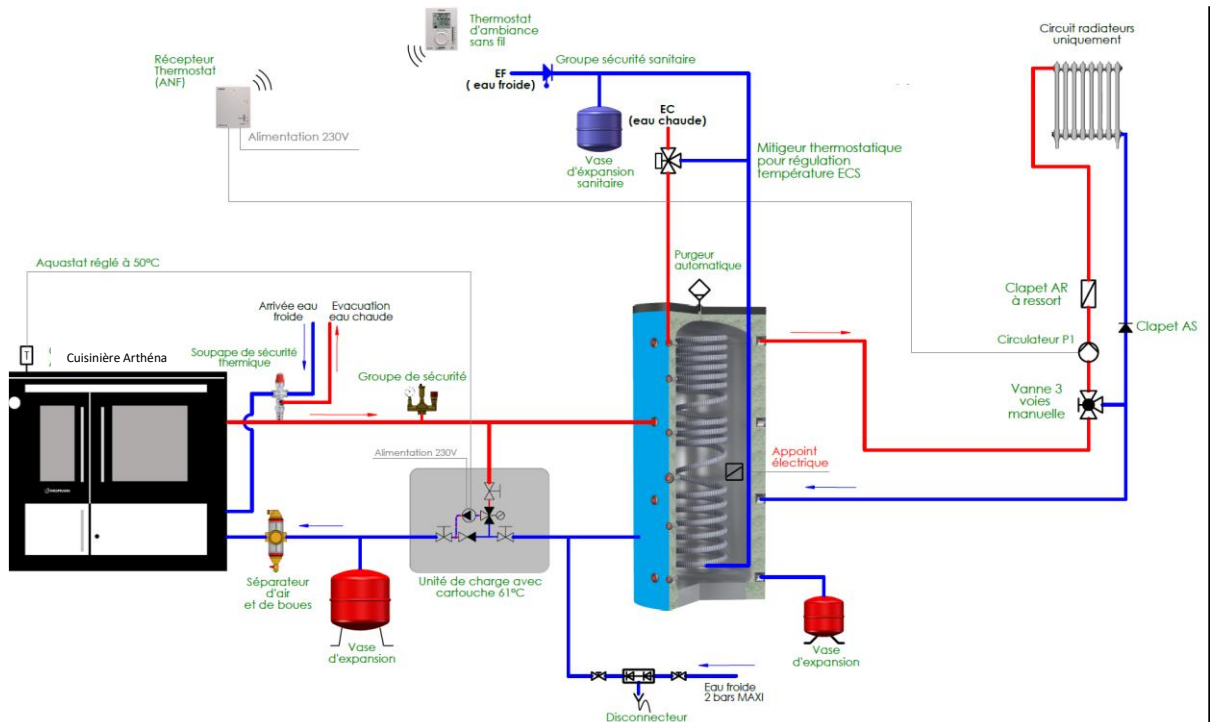 Thermostat
d'ambiance
sans fil
Circuit radiateurs
uniquement
Récepteur
Thermostat
(ANF)
Groupe sécurité sanitaire
EF
( eau froide)
EC
(eau chaude)
Alimentation 230V
Vase
d'éxpansion
sanitaire
Mitigeur thermostatique
pour régulation
température ECS
Aquastat réglé à 50°C
Purgeur
automatique
Arrivée eau
froide
Evacuation
eau chaude
Clapet AR
à ressort
Clapet AS
T
Cuisinière Arthéna
Soupape de sécurité
thermique
Circulateur P1
Groupe de sécurité
Vanne 3
voies
manuelle
Alimentation 230V
Appoint
électrique
Séparateur
d'air
et de boues
Unité de charge avec
cartouche 61°C
Vase
d'expansion
Vase
d'expansion
Eau froide
2 bars MAXI
Disconnecteur